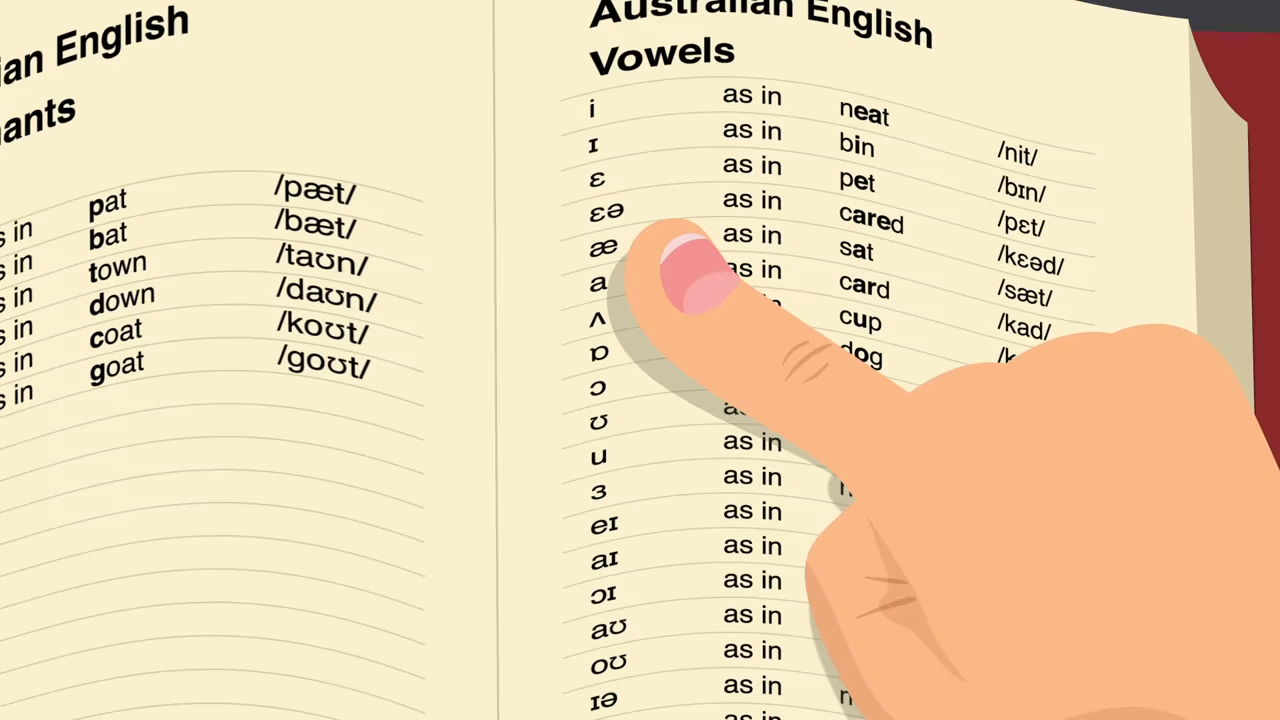 ian English
nants
s in pat /pæt/
s in bat /bæt/
s in town /taʊn/
s in down /daʊn/
s in coat /koʊt/
s in goat /goʊt/
Australian English
Vowels
i as in neat /nit/
ɪ as in bin /bɪn/
ɛ as in pet /pɛt/
ɛə as in cared /kɛəd/
æ as in sat /sæt/
a as in card /kad/
ʌ cup
ɒ dog
ɔ
ʊ
u as in
ɜ as in
eɪ as in
aɪ as in
ɔɪ as in
aʊ as in
oʊ as in
ɪə as in